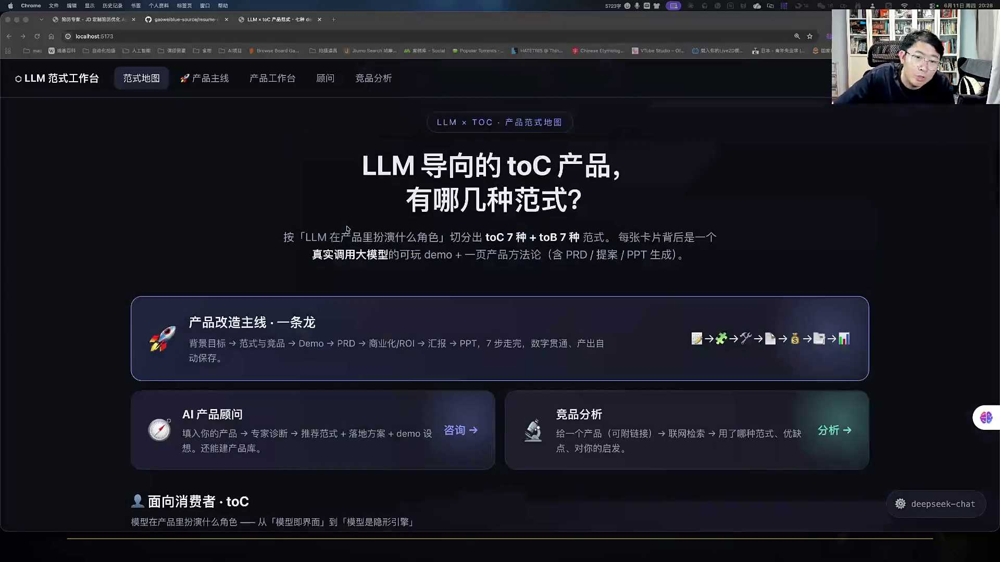 Chrome 文件 编辑 显示 历史记录 书签 个人资料 标签页 窗口 帮助
5723字
6月11日 周四 20:28
简历专家 - JD 定制简历优化
gaoweiblue-source/resume-
LLM × toC 产品范式 · 七种 de
localhost:5173
mac 维基百科 自动化拍摄 人工智能 课程需要 食物 AI项目 Browse Board Ga... 拍摄道具 案例库 - Social Popular Torrents -... HATETRIS @ Thin... Chinese Etymolog... VTube Studio – Of... 载入你的Live2D模... 日本 - 青年失业率 |... 国家
LLM 范式工作台 范式地图 产品主线 产品工作台 顾问 竞品分析
LLM × TOC · 产品范式地图
LLM 导向的 toC 产品，
有哪几种范式？
按「LLM 在产品里扮演什么角色」切分出 toC 7 种 + toB 7 种 范式。 每张卡片背后是一个
真实调用大模型的可玩 demo + 一页产品方法论（含 PRD / 提案 / PPT 生成）。
产品改造主线 · 一条龙
背景目标 → 范式与竞品 → Demo → PRD → 商业化/ROI → 汇报 → PPT，7 步走完，数字贯通、产出自
动保存。
AI 产品顾问
填入你的产品 → 专家诊断 → 推荐范式 + 落地方案 + demo 设
想。还能建产品库。
咨询 →
竞品分析
给一个产品（可附链接）→ 联网检索 → 用了哪种范式、优缺
点、对你的启发。
分析 →
面向消费者 · toC
模型在产品里扮演什么角色 —— 从「模型即界面」到「模型是隐形引擎」
deepseek-chat